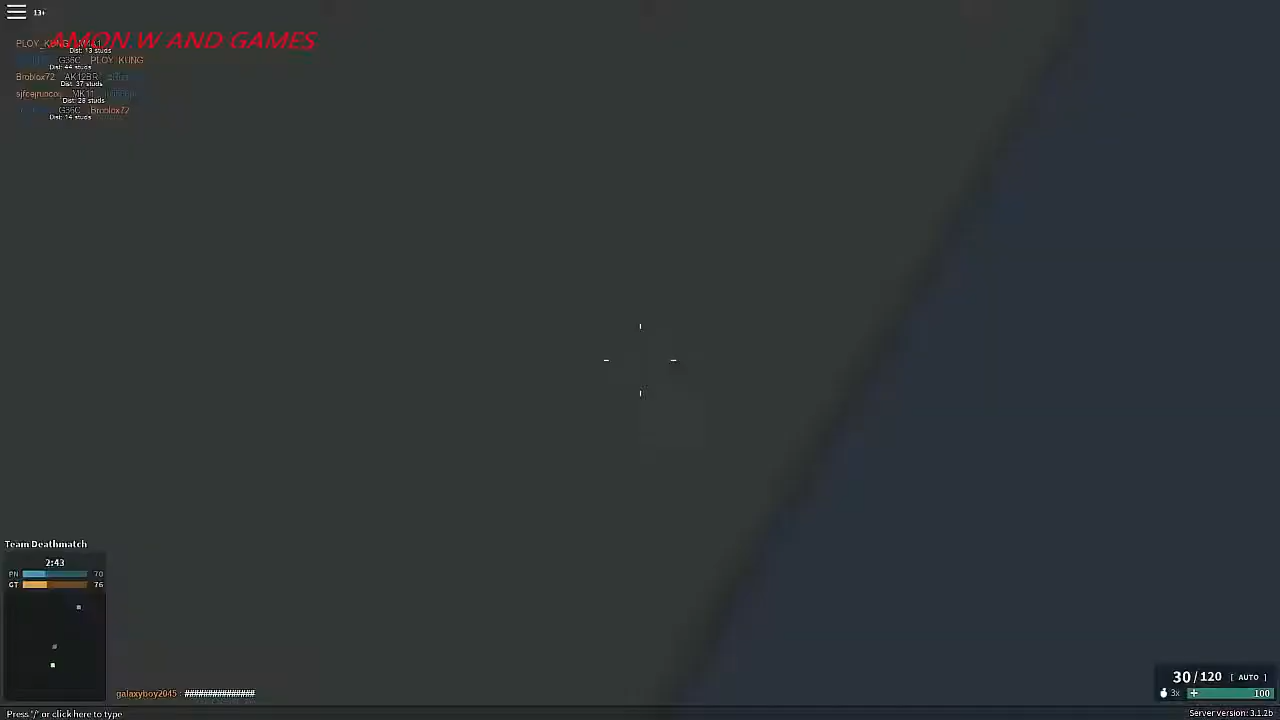 13+
AMON.W AND GAMES
PLOY_KUNG M4A1
Dist: 13 studs
G36C PLOY_KUNG
Dist: 44 studs
Broblox72 AK12BR
Dist: 37 studs
MK11
Dist: 28 studs
G36C Broblox72
Dist: 14 studs
Team Deathmatch
2:43
PN 70
GT 76
galaxyboy2045 : ###############
30/120 [ AUTO ]
3x + 100
Press '/' or click here to type
Server version: 3.1.2b